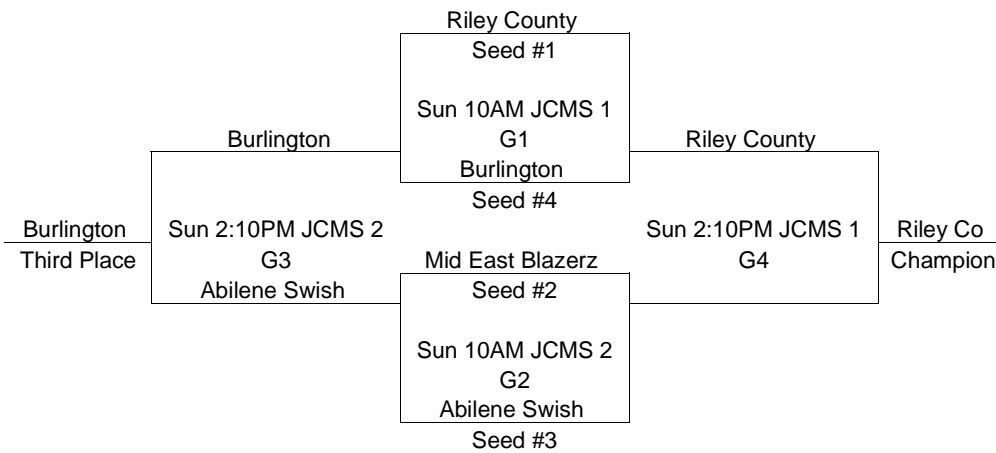 Riley County
Seed #1
Sun 10AM JCMS 1
G1
Burlington
Seed #4
Burlington
Riley County
Burlington
Third Place
Sun 2:10PM JCMS 2
G3
Abilene Swish
Sun 2:10PM JCMS 1
G4
Riley Co
Champion
Mid East Blazerz
Seed #2
Sun 10AM JCMS 2
G2
Abilene Swish
Seed #3